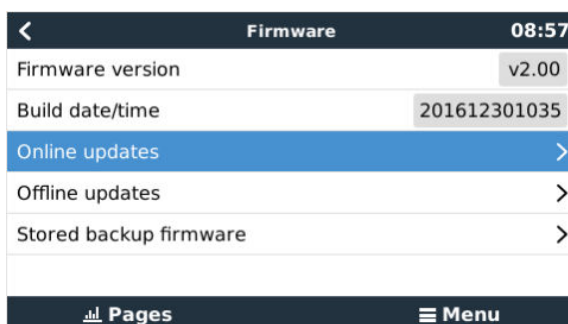 Firmware 08:57
Firmware version v2.00
Build date/time 201612301035
Online updates
Offline updates
Stored backup firmware
Pages Menu